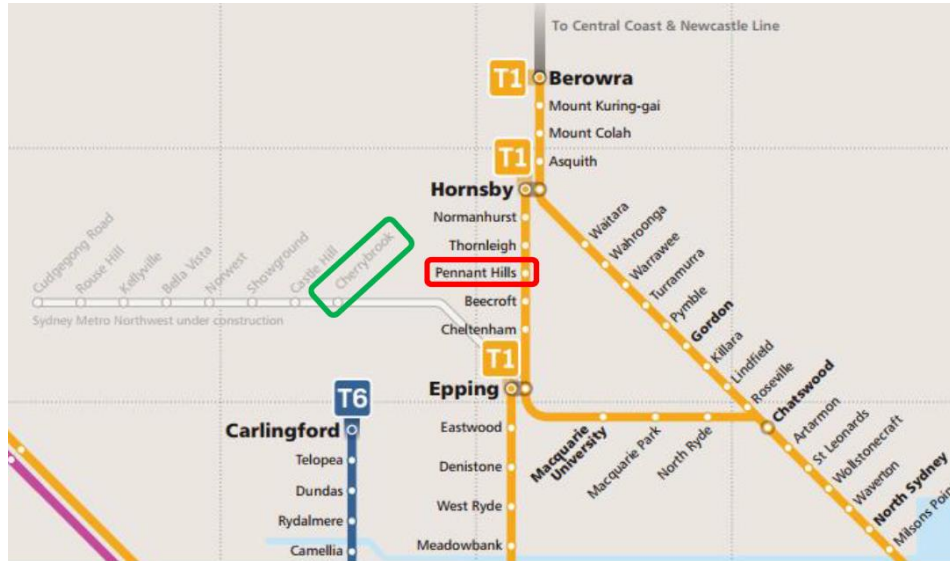 To Central Coast & Newcastle Line
T1
Berowra
Mount Kuring-gai
Mount Colah
T1
Asquith
Hornsby
Normanhurst
Waitara
Thornleigh
Wahroonga
Pennant Hills
Warrawee
Beecroft
Turramurra
Cheltenham
Pymble
Gordon
Killara
Lindfield
Roseville
Chatswood
Cudgegong Road
Rouse Hill
Kellyville
Bella Vista
Norwest
Showground
Castle Hill
Cherrybrook
Sydney Metro Northwest under construction
T1
Epping
T6
Carlingford
Eastwood
Macquarie
University
Macquarie Park
North Ryde
Artarmon
St Leonards
Wollstonecraft
Waverton
North Sydney
Milsons Poin
Telopea
Denistone
Dundas
West Ryde
Rydalmere
Meadowbank
Camellia